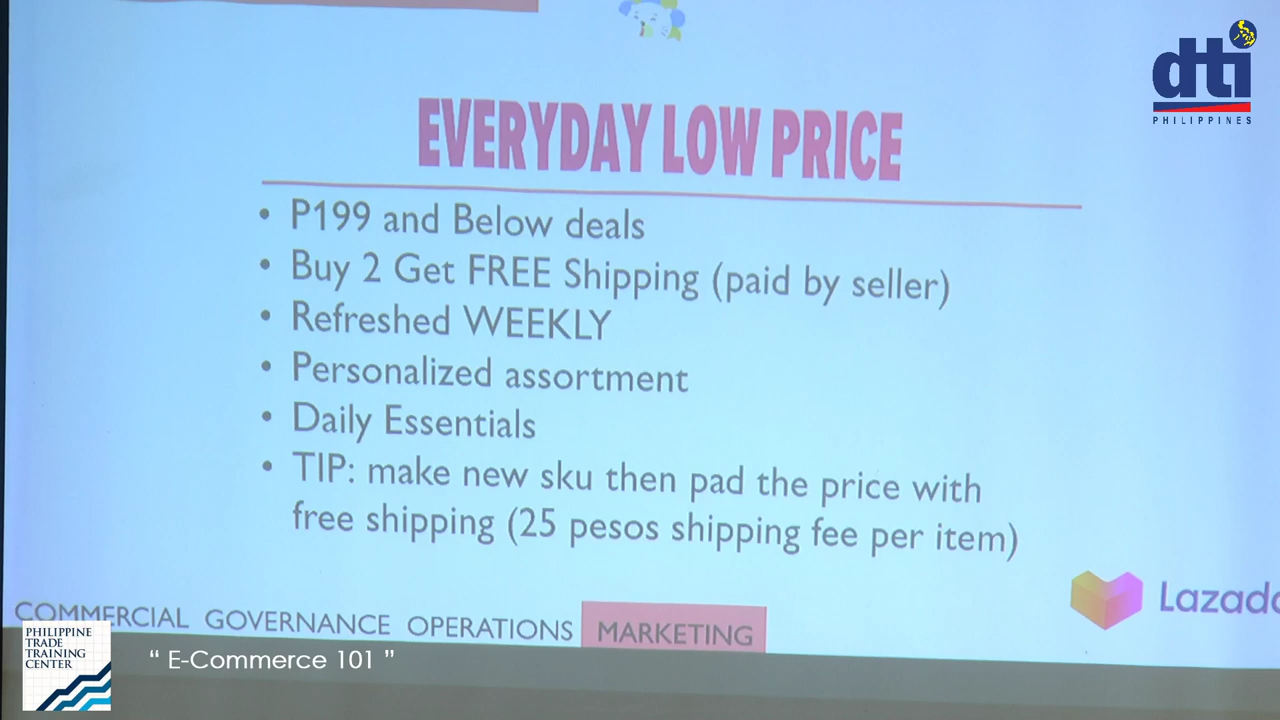 dti
PHILIPPINES
EVERYDAY LOW PRICE
• P199 and Below deals
• Buy 2 Get FREE Shipping (paid by seller)
• Refreshed WEEKLY
• Personalized assortment
• Daily Essentials
• TIP: make new sku then pad the price with
free shipping (25 pesos shipping fee per item)
Lazada
COMMERCIAL GOVERNANCE OPERATIONS MARKETING
PHILIPPINE
TRADE
TRAINING
CENTER
“ E-Commerce 101 ”